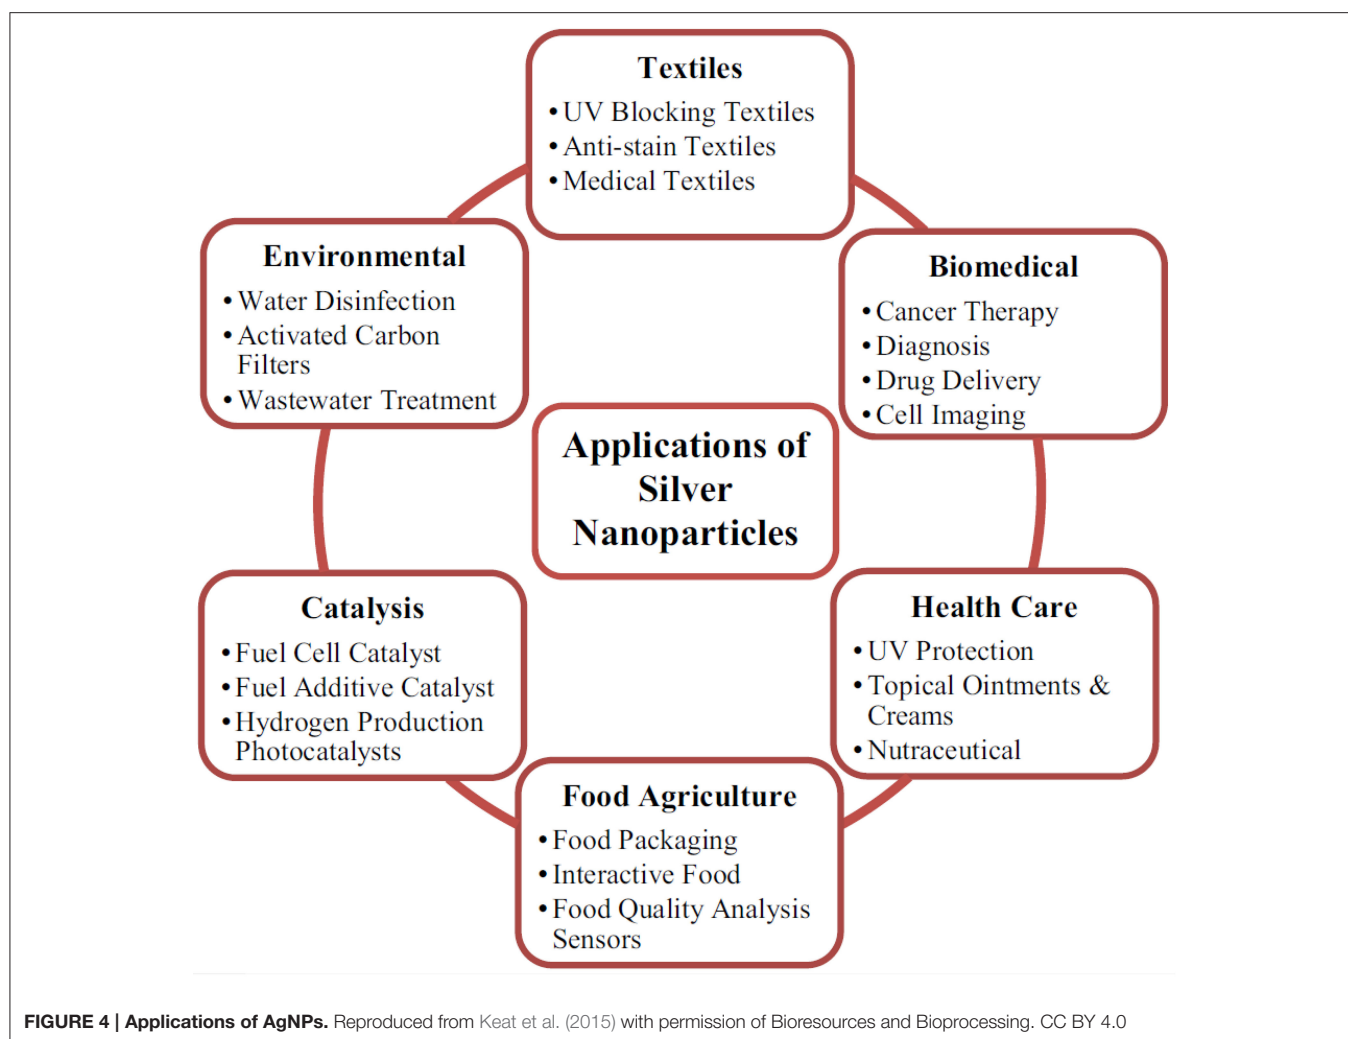 Textiles
• UV Blocking Textiles
• Anti-stain Textiles
• Medical Textiles
Environmental
• Water Disinfection
• Activated Carbon
Filters
• Wastewater Treatment
Biomedical
• Cancer Therapy
• Diagnosis
• Drug Delivery
• Cell Imaging
Applications of
Silver
Nanoparticles
Catalysis
• Fuel Cell Catalyst
• Fuel Additive Catalyst
• Hydrogen Production
Photocatalysts
Health Care
• UV Protection
• Topical Ointments &
Creams
• Nutraceutical
Food Agriculture
• Food Packaging
• Interactive Food
• Food Quality Analysis
Sensors
FIGURE 4 | Applications of AgNPs. Reproduced from Keat et al. (2015) with permission of Bioresources and Bioprocessing. CC BY 4.0